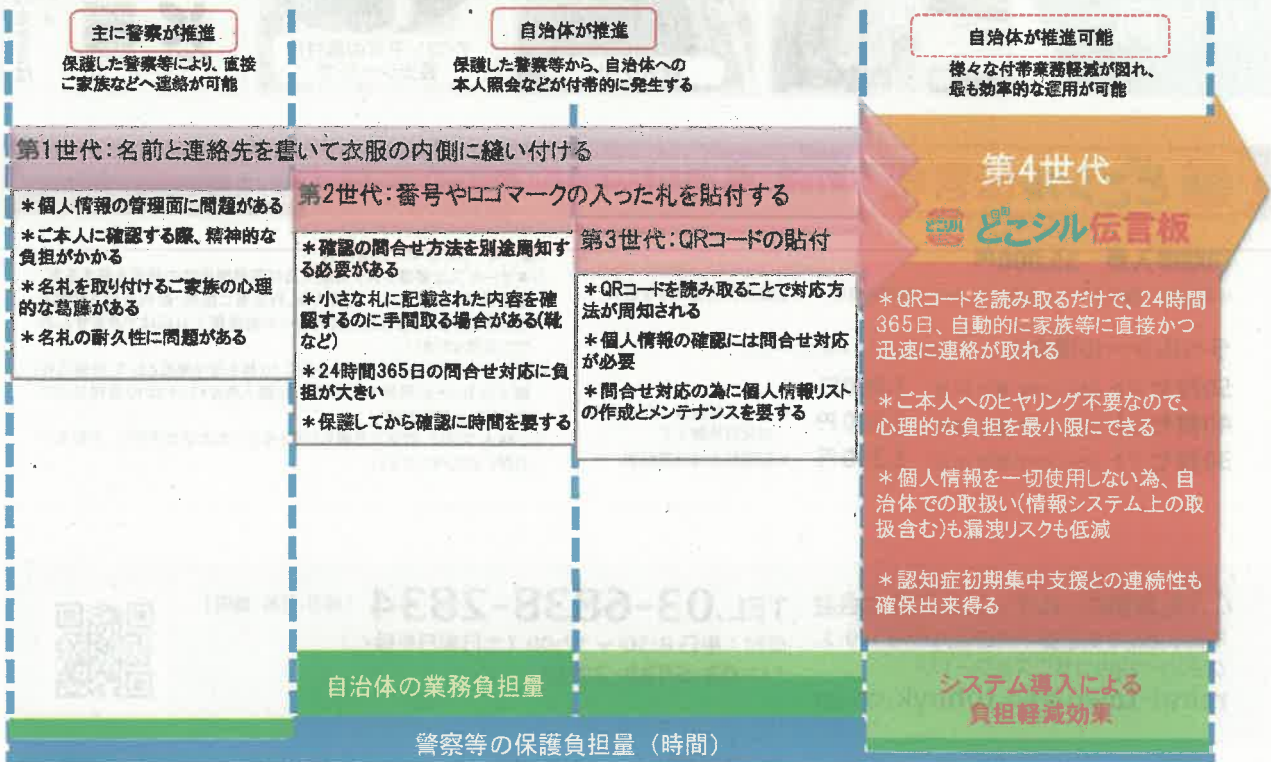 主に警察が推進
保護した警察等により、直接
ご家族などへ連絡が可能
自治体が推進
保護した警察等から、自治体への
本人照会などが付帯的に発生する
自治体が推進可能
様々な付帯業務軽減が図れ、
最も効率的な運用が可能
第1世代：名前と連絡先を書いて衣服の内側に縫い付ける
＊個人情報の管理面に問題がある
＊ご本人に確認する際、精神的な
負担がかかる
＊名札を取り付けるご家族の心理
的な葛藤がある
＊名札の耐久性に問題がある
第2世代：番号やロゴマークの入った札を貼付する
＊確認の問合せ方法を別途周知す
る必要がある
＊小さな札に記載された内容を確
認するのに手間取る場合がある(靴
など)
＊24時間365日の問合せ対応に負
担が大きい
＊保護してから確認に時間を要する
第3世代：QRコードの貼付
＊QRコードを読み取ることで対応方
法が周知される
＊個人情報の確認には問合せ対応
が必要
＊問合せ対応の為に個人情報リスト
の作成とメンテナンスを要する
第4世代
どこシル伝言板
＊QRコードを読み取るだけで、24時間
365日、自動的に家族等に直接かつ
迅速に連絡が取れる
＊ご本人へのヒヤリング不要なので、
心理的な負担を最小限にできる
＊個人情報を一切使用しない為、自
治体での取扱い(情報システム上の取
扱含む)も漏洩リスクも低減
＊認知症初期集中支援との連続性も
確保出来得る
自治体の業務負担量
システム導入による
負担軽減効果
警察等の保護負担量（時間）
TEL.03-6838-2834